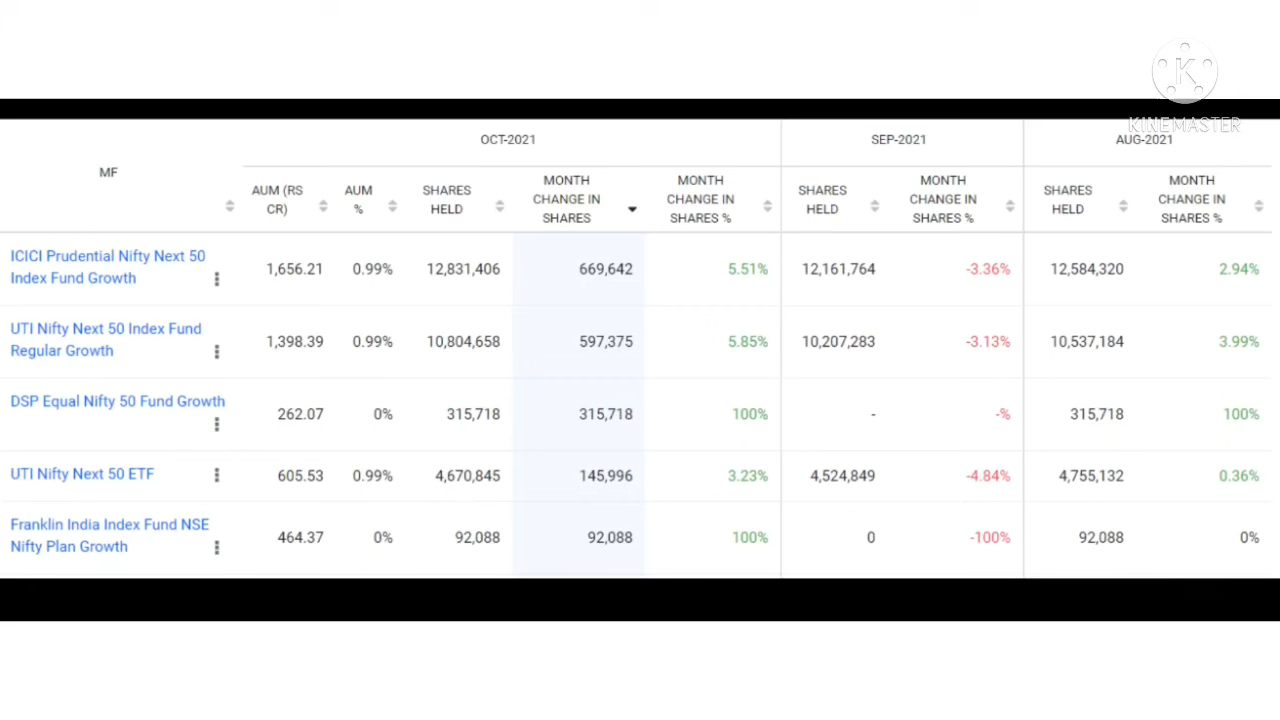 K
KINEMASTER
OCT-2021 SEP-2021 AUG-2021
MF
AUM (RS CR) AUM % SHARES HELD MONTH CHANGE IN SHARES MONTH CHANGE IN SHARES % SHARES HELD MONTH CHANGE IN SHARES % SHARES HELD MONTH CHANGE IN SHARES %
ICICI Prudential Nifty Next 50
Index Fund Growth
1,656.21 0.99% 12,831,406 669,642 5.51% 12,161,764 -3.36% 12,584,320 2.94%
UTI Nifty Next 50 Index Fund
Regular Growth
1,398.39 0.99% 10,804,658 597,375 5.85% 10,207,283 -3.13% 10,537,184 3.99%
DSP Equal Nifty 50 Fund Growth
262.07 0% 315,718 315,718 100% - -% 315,718 100%
UTI Nifty Next 50 ETF 605.53 0.99% 4,670,845 145,996 3.23% 4,524,849 -4.84% 4,755,132 0.36%
Franklin India Index Fund NSE
Nifty Plan Growth
464.37 0% 92,088 92,088 100% 0 -100% 92,088 0%